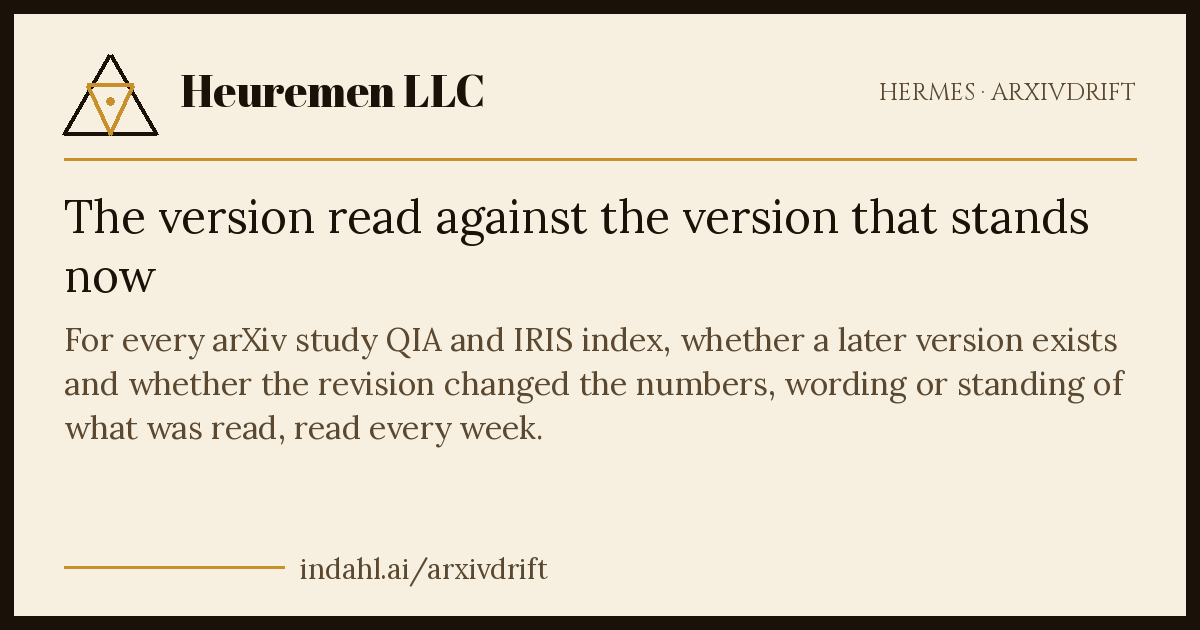 Heuremen LLC
HERMES · ARXIVDRIFT
The version read against the version that stands
now
For every arXiv study QIA and IRIS index, whether a later version exists
and whether the revision changed the numbers, wording or standing of
what was read, read every week.
indahl.ai/arxivdrift